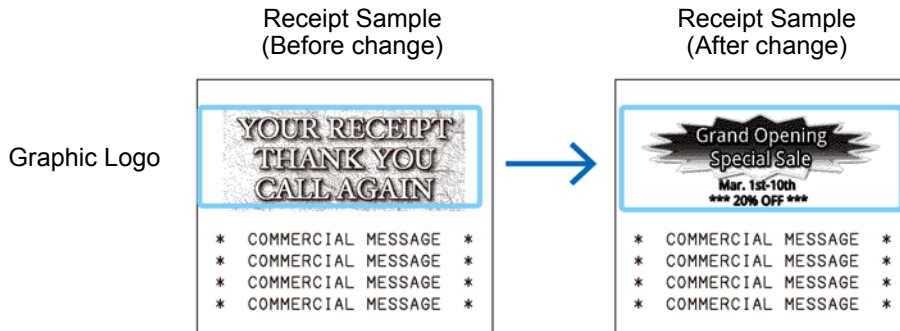 Receipt Sample
(Before change)
Receipt Sample
(After change)
Graphic Logo
YOUR RECEIPT
THANK YOU
CALL AGAIN
* COMMERCIAL MESSAGE *
* COMMERCIAL MESSAGE *
* COMMERCIAL MESSAGE *
* COMMERCIAL MESSAGE *
Grand Opening
Special Sale
Mar. 1st-10th
*** 20% OFF ***
* COMMERCIAL MESSAGE *
* COMMERCIAL MESSAGE *
* COMMERCIAL MESSAGE *
* COMMERCIAL MESSAGE *